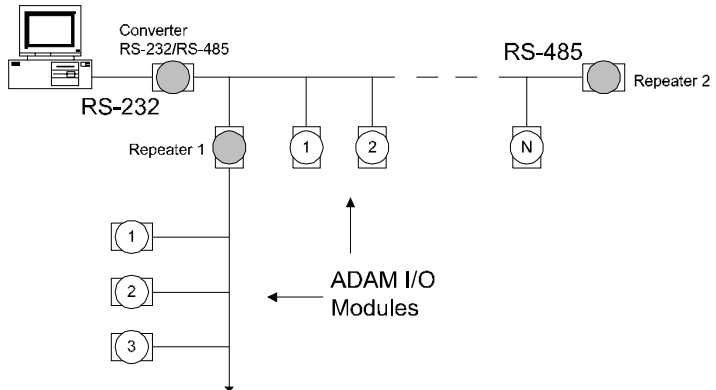 Converter
RS-232/RS-485
RS-485
RS-232
Repeater 2
Repeater 1
1
2
N
1
2
3
ADAM I/O
Modules